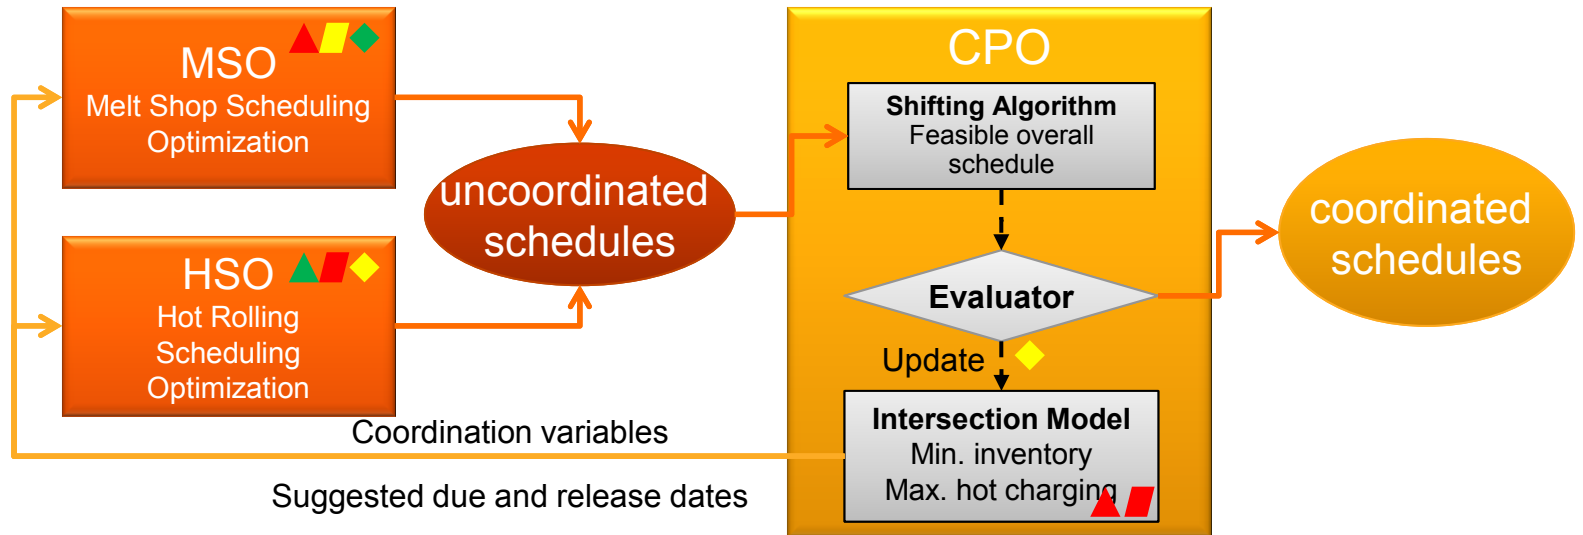 MSO
Melt Shop Scheduling
Optimization
HSO
Hot Rolling
Scheduling
Optimization
uncoordinated
schedules
CPO
Shifting Algorithm
Feasible overall
schedule
Evaluator
Update
Intersection Model
Min. inventory
Max. hot charging
coordinated
schedules
Coordination variables
Suggested due and release dates